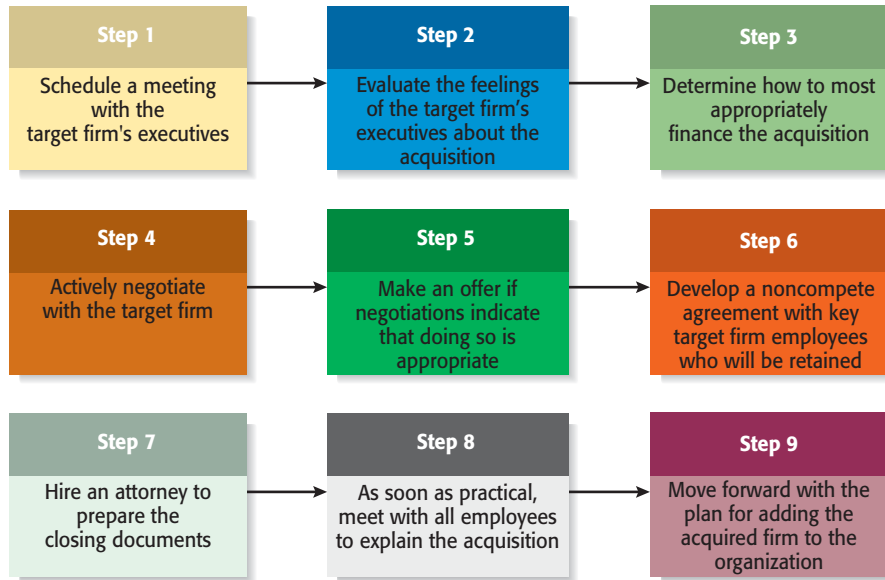 Step 1
Schedule a meeting
with the
target firm's executives
Step 2
Evaluate the feelings
of the target firm's
executives about the
acquisition
Step 3
Determine how to most
appropriately
finance the acquisition
Step 4
Actively negotiate
with the target firm
Step 5
Make an offer if
negotiations indicate
that doing so is
appropriate
Step 6
Develop a noncompete
agreement with key
target firm employees
who will be retained
Step 7
Hire an attorney to
prepare the
closing documents
Step 8
As soon as practical,
meet with all employees
to explain the acquisition
Step 9
Move forward with the
plan for adding the
acquired firm to the
organization